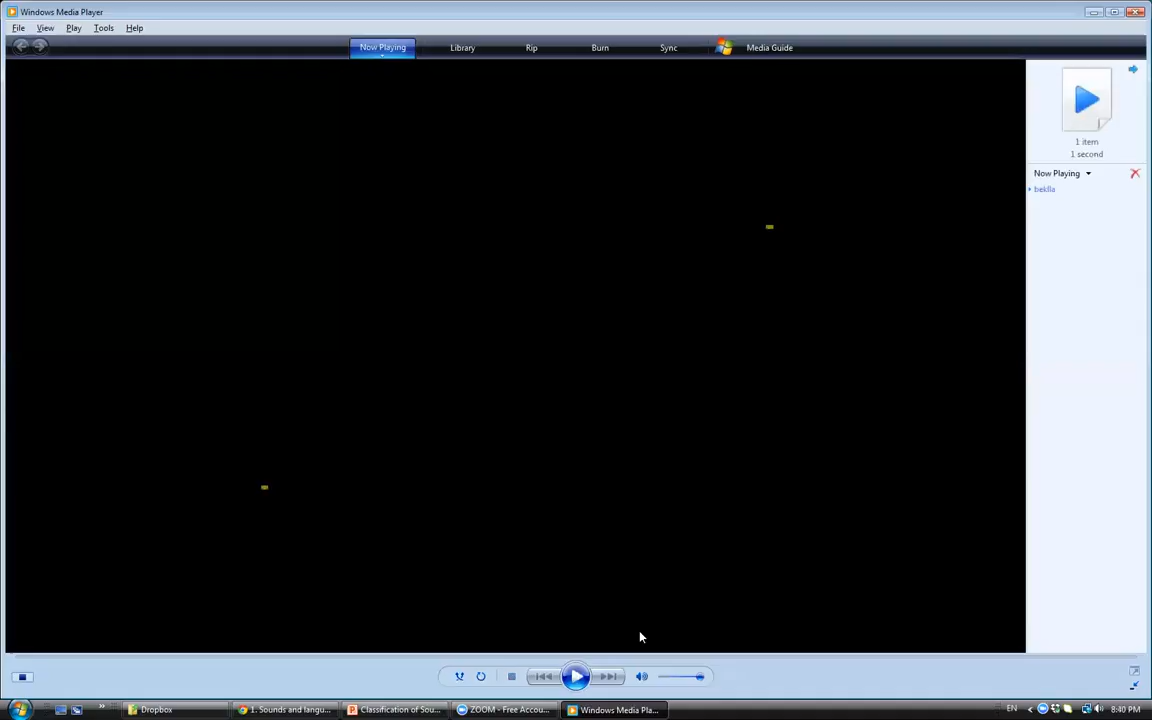 Windows Media Player
File View Play Tools Help
Now Playing Library Rip Burn Sync Media Guide
1 item
1 second
Now Playing
beklla
Dropbox 1. Sounds and langu... Classification of Sou... ZOOM - Free Accou... Windows Media Pla... EN 8:40 PM